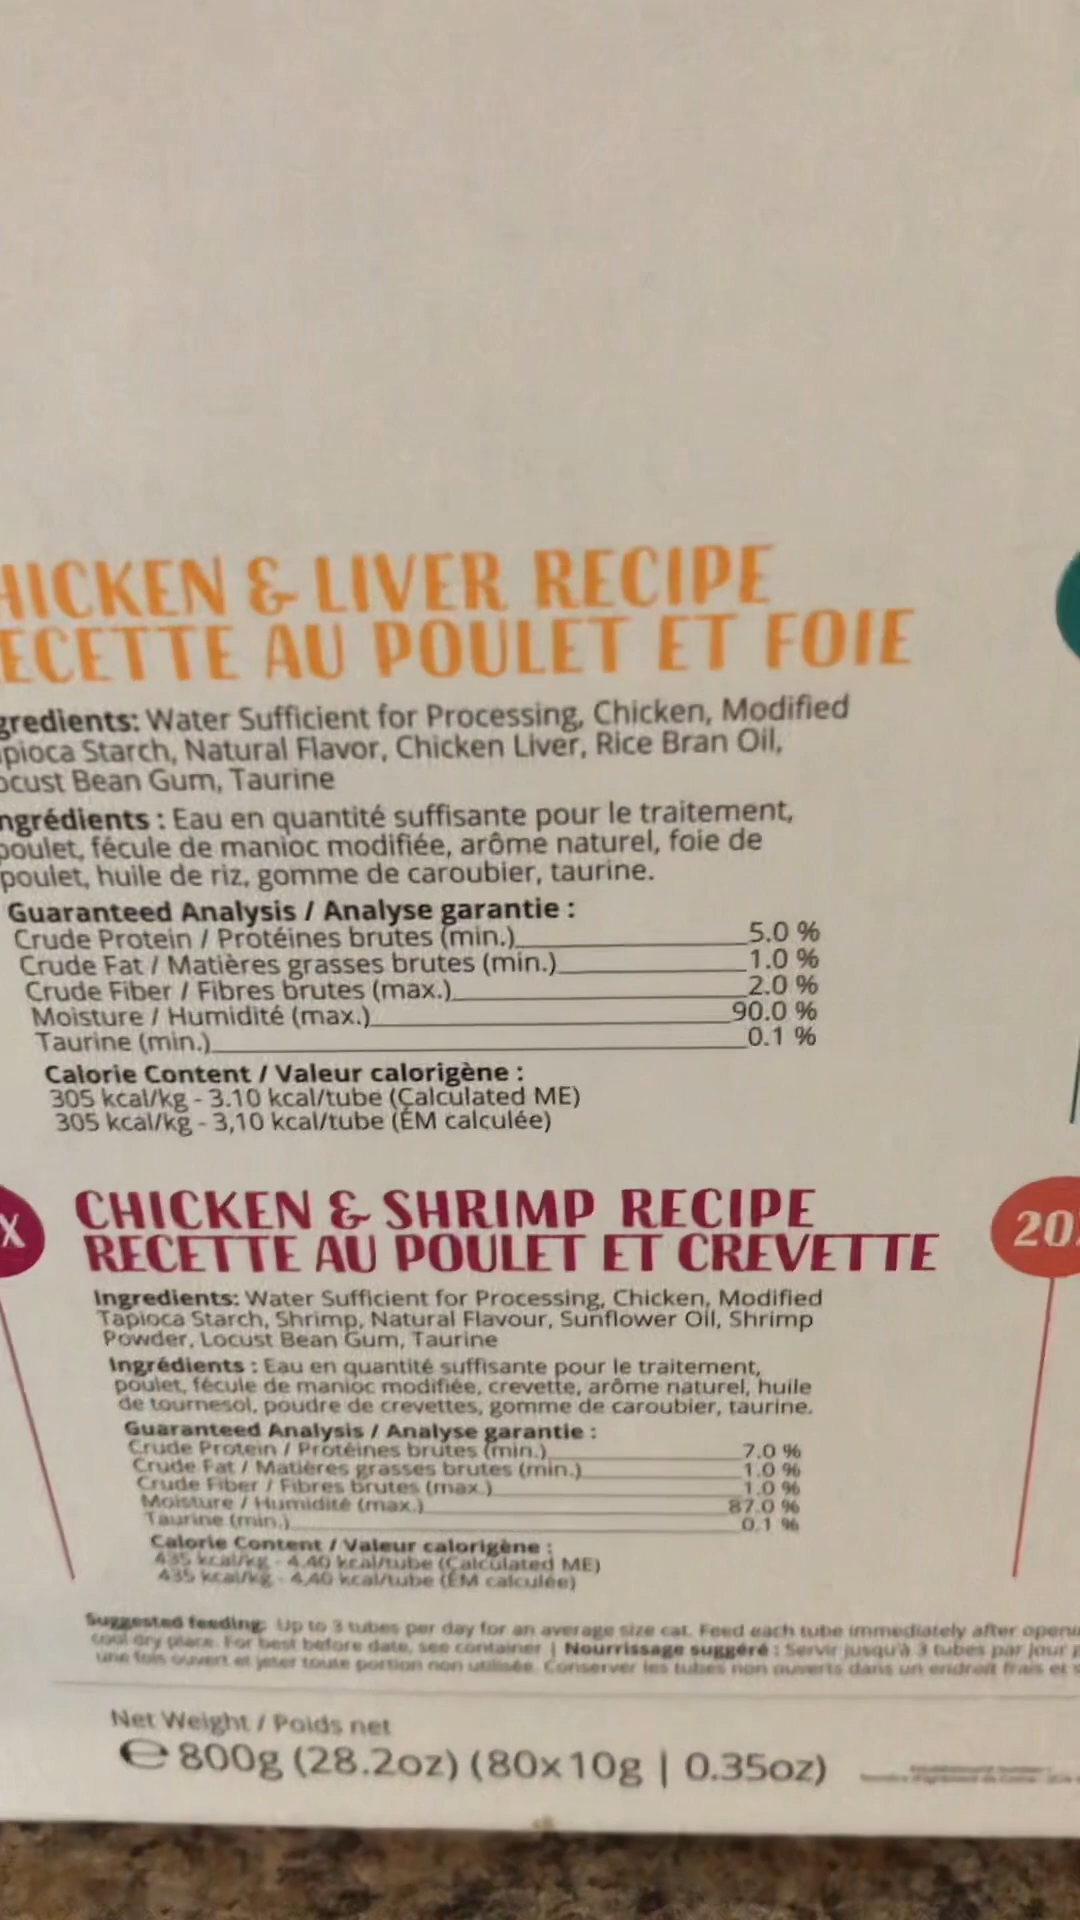 HICKEN & LIVER RECIPE
ECETTE AU POULET ET FOIE
gredients: Water Sufficient for Processing, Chicken, Modified
pioca Starch, Natural Flavor, Chicken Liver, Rice Bran Oil,
ocust Bean Gum, Taurine
ngrédients : Eau en quantité suffisante pour le traitement,
poulet, fécule de manioc modifiée, arôme naturel, foie de
poulet, huile de riz, gomme de caroubier, taurine.
Guaranteed Analysis / Analyse garantie :
Crude Protein / Protéines brutes (min.) 5.0 %
Crude Fat / Matières grasses brutes (min.) 1.0 %
Crude Fiber / Fibres brutes (max.) 2.0 %
Moisture / Humidité (max.) 90.0 %
Taurine (min.) 0.1 %
Calorie Content / Valeur calorigène :
305 kcal/kg - 3.10 kcal/tube (Calculated ME)
305 kcal/kg - 3,10 kcal/tube (ÉM calculée)
X
CHICKEN & SHRIMP RECIPE
RECETTE AU POULET ET CREVETTE
20
Ingredients: Water Sufficient for Processing, Chicken, Modified
Tapioca Starch, Shrimp, Natural Flavour, Sunflower Oil, Shrimp
Powder, Locust Bean Gum, Taurine
Ingrédients : Eau en quantité suffisante pour le traitement,
poulet, fécule de manioc modifiée, crevette, arôme naturel, huile
de tournesol, poudre de crevettes, gomme de caroubier, taurine.
Guaranteed Analysis / Analyse garantie :
Crude Protein / Protéines brutes (min.) 7.0 %
Crude Fat / Matières grasses brutes (min.) 1.0 %
Crude Fiber / Fibres brutes (max.) 1.0 %
Moisture / Humidité (max.) 87.0 %
Taurine (min.) 0.1 %
Calorie Content / Valeur calorigène :
435 kcal/kg - 4.40 kcal/tube (Calculated ME)
435 kcal/kg - 4,40 kcal/tube (ÉM calculée)
Suggested feeding: Up to 3 tubes per day for an average size cat. Feed each tube immediately after openi
cool dry place. For best before date, see container | Nourrissage suggéré : Servir jusqu'à 3 tubes par jour p
une fois ouvert et jeter toute portion non utilisée. Conserver les tubes non ouverts dans un endroit frais et s
Net Weight / Poids net
℮ 800g (28.2oz) (80x10g | 0.35oz)